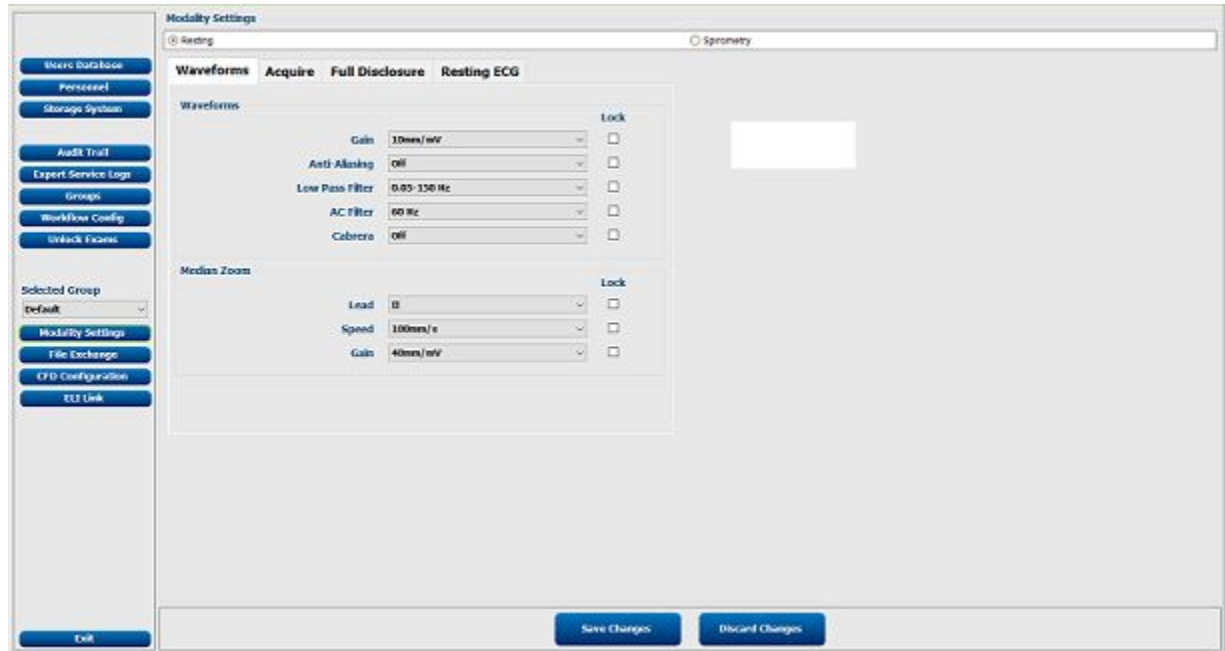 Modality Settings
Resting
Spirometry
Users Database
Personnel
Storage System
Audit Trail
Export Service Logs
Groups
Workflow Config
Unlock Exams
Selected Group
Default
Modality Settings
File Exchange
CFD Configuration
ELI Link
Exit
Waveforms Acquire Full Disclosure Resting ECG
Waveforms
Lock
Gain 10mm/mV
Anti-Aliasing Off
Low Pass Filter 0.05-150 Hz
AC Filter 60 Hz
Cabrera Off
Median Zoom
Lock
Lead II
Speed 100mm/s
Gain 40mm/mV
Save Changes Discard Changes